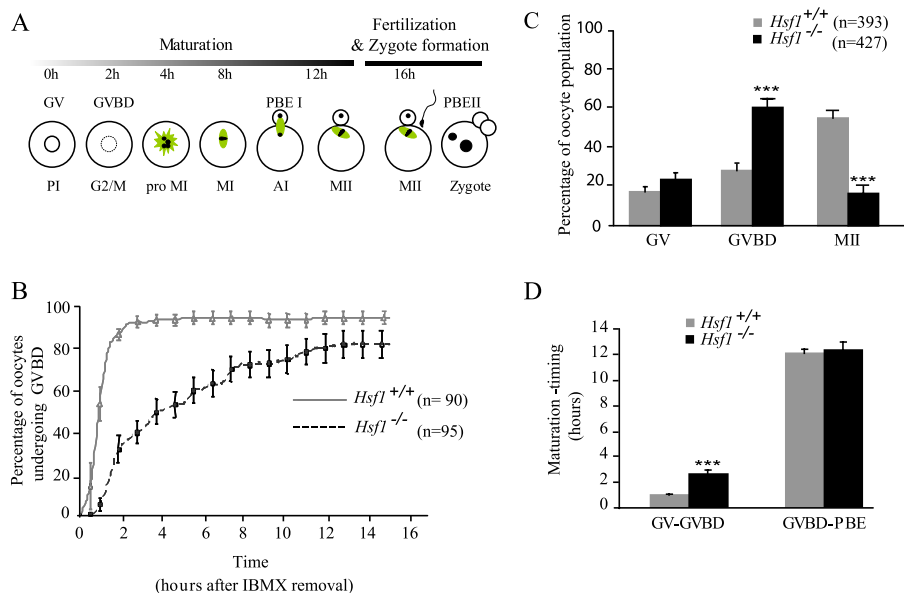 A
Maturation
Fertilization
& Zygote formation
0h 2h 4h 8h 12h 16h
GV GVBD PBE I PBEII
PI G2/M pro MI MI AI MII MII Zygote
B
Percentage of oocytes
undergoing GVBD
100
80
60
40
20
0
0 2 4 6 8 10 12 14 16
Hsf1 +/+ (n= 90)
Hsf1 -/- (n=95)
Time
(hours after IBMX removal)
C
Percentage of oocyte population
100
80
60
40
20
0
Hsf1 +/+ (n=393)
Hsf1 -/- (n=427)
***
***
GV GVBD MII
D
Maturation -timing
(hours)
14
12
10
8
6
4
2
0
Hsf1 +/+
Hsf1 -/-
***
GV-GVBD GVBD-PBE